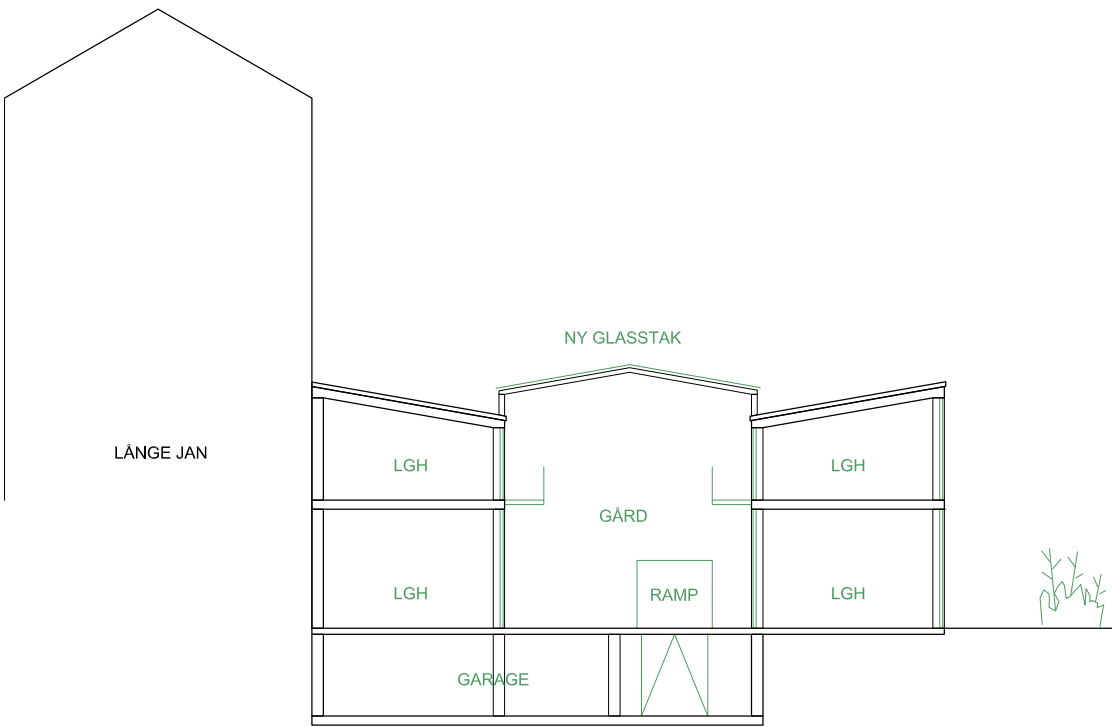 NY GLASSTAK
LÅNGE JAN
LGH
LGH
GÅRD
LGH
RAMP
LGH
GARAGE